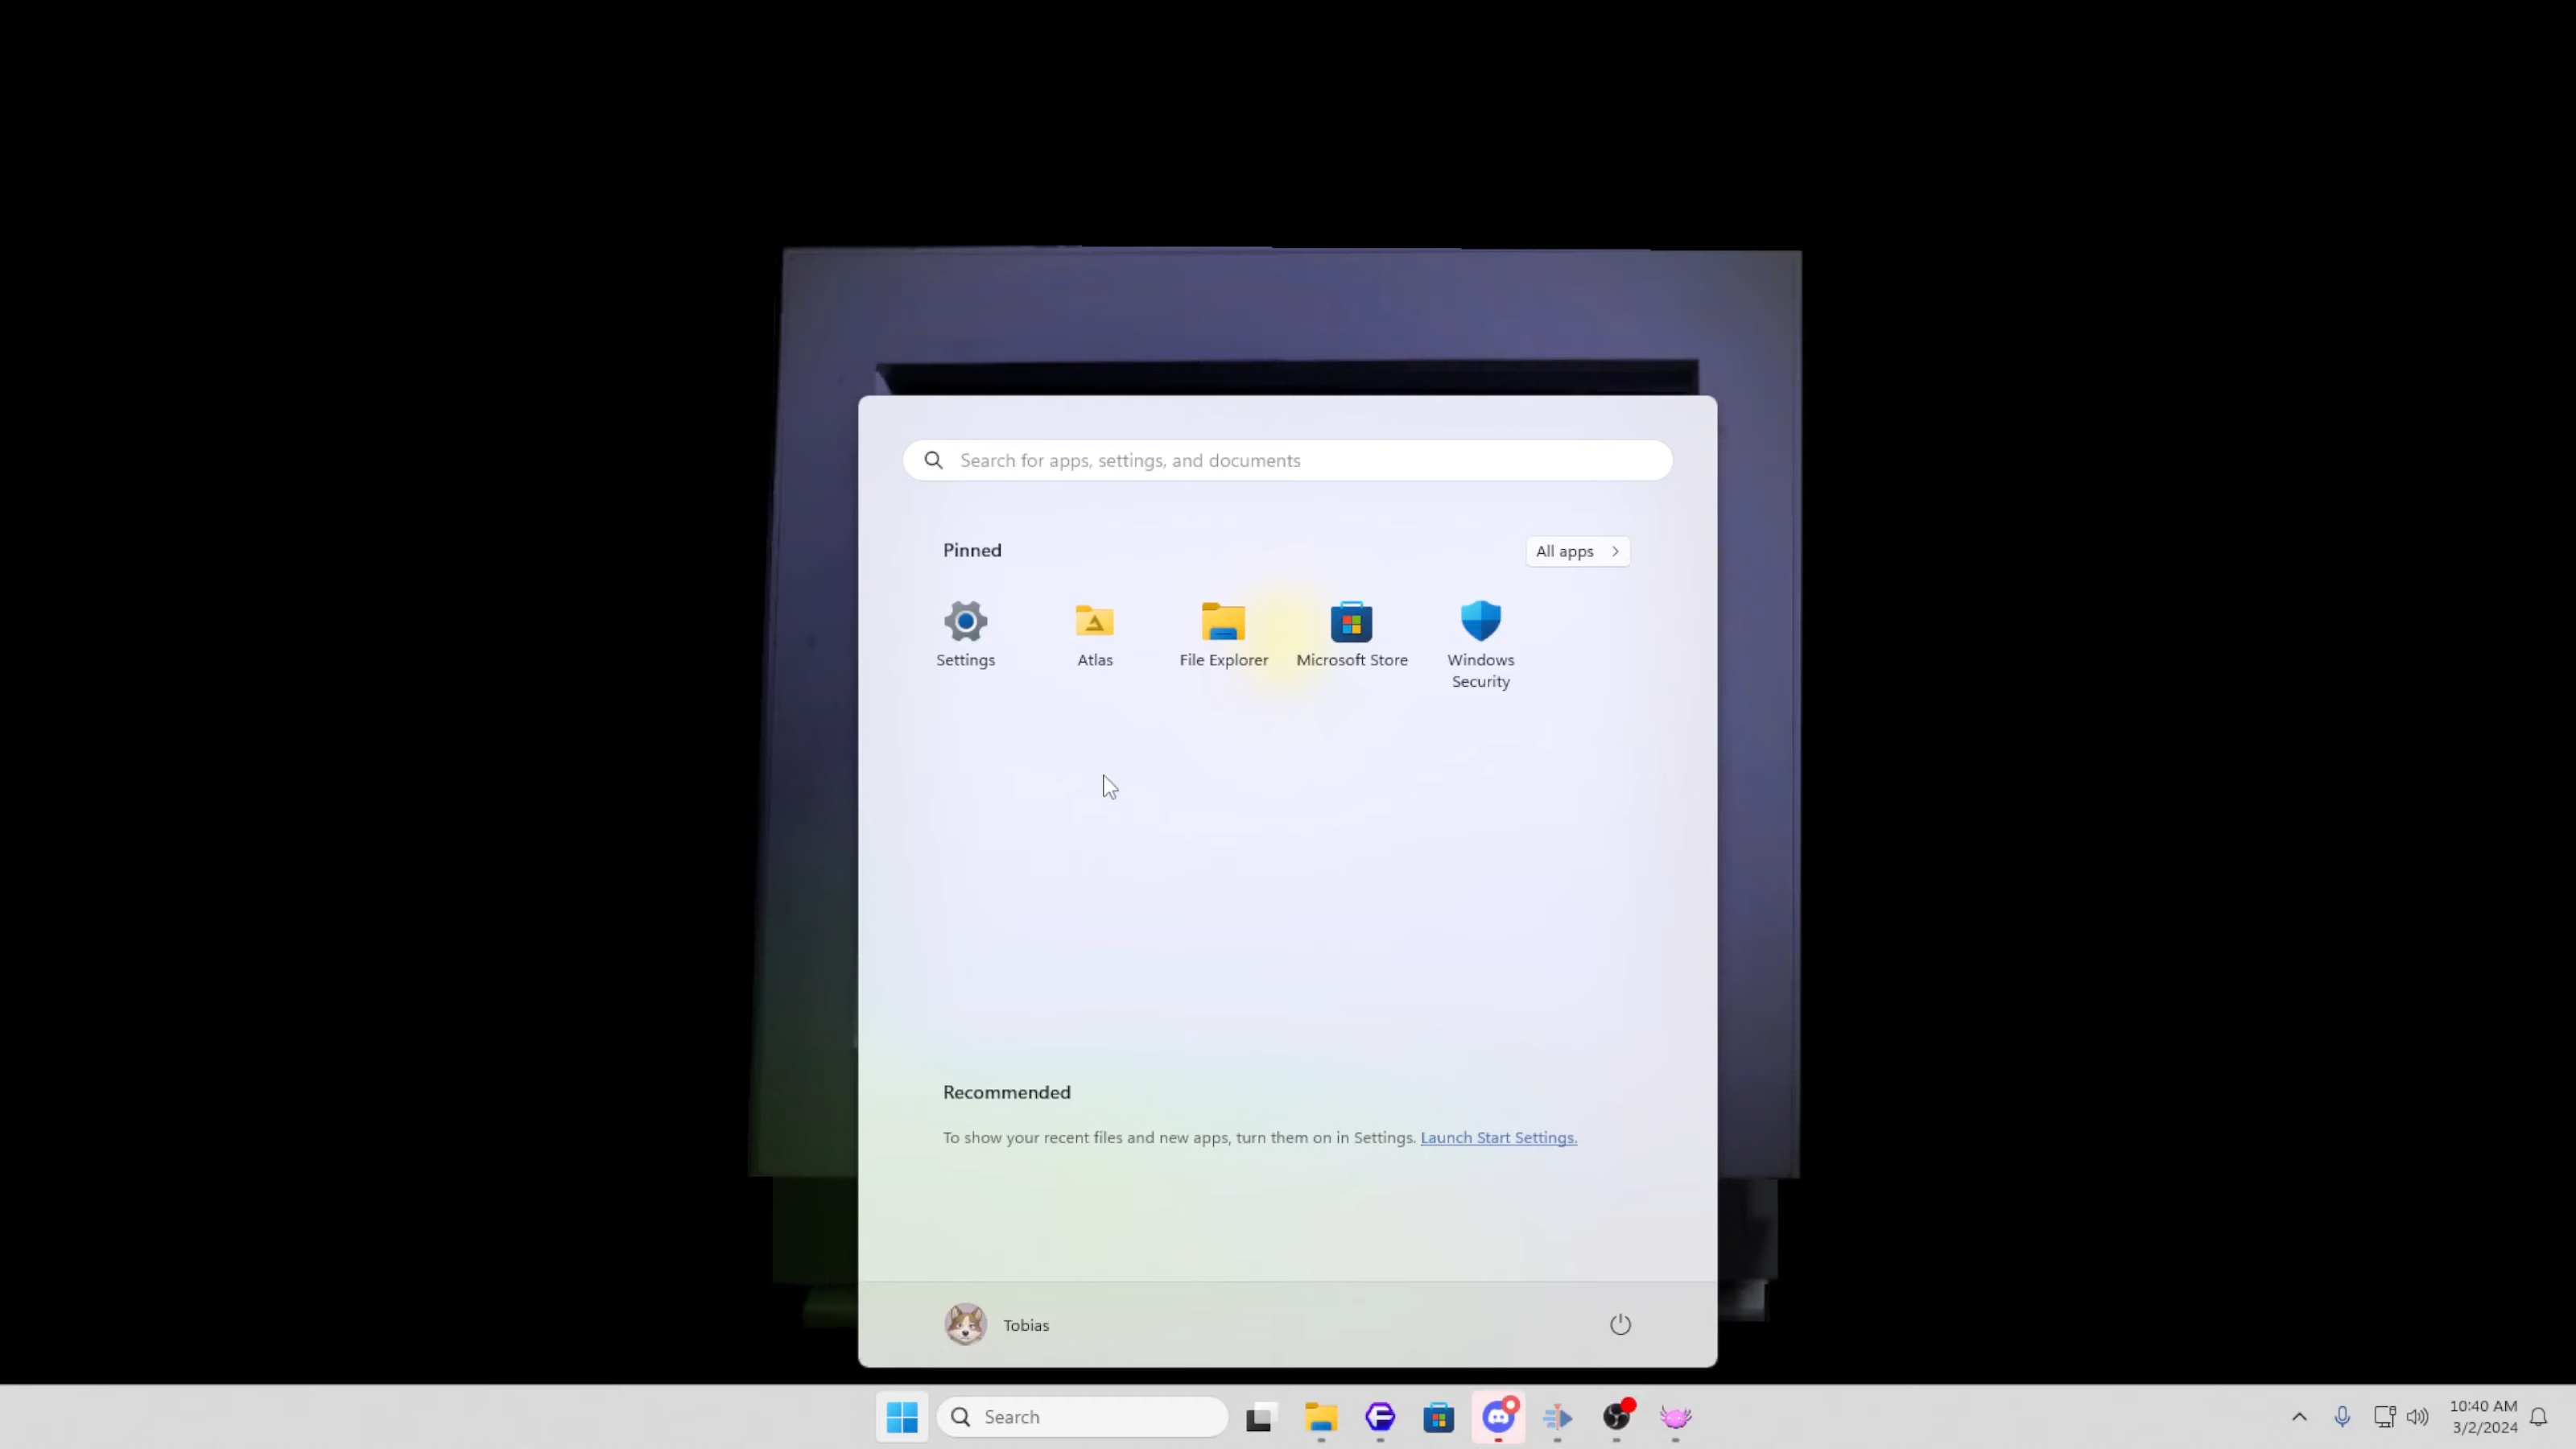 Search for apps, settings, and documents
Pinned
All apps
Settings
Atlas
File Explorer
Microsoft Store
Windows Security
Recommended
To show your recent files and new apps, turn them on in Settings. Launch Start Settings.
Tobias
Search
10:40 AM
3/2/2024